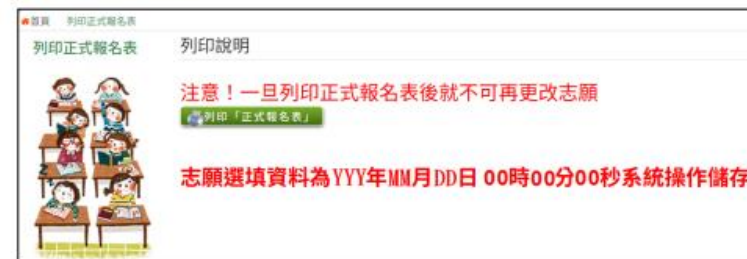 首頁 列印正式報名表
列印正式報名表
列印說明
注意！一旦列印正式報名表後就不可再更改志願
列印「正式報名表」
志願選填資料為YYY年MM月DD日 00時00分00秒系統操作儲存